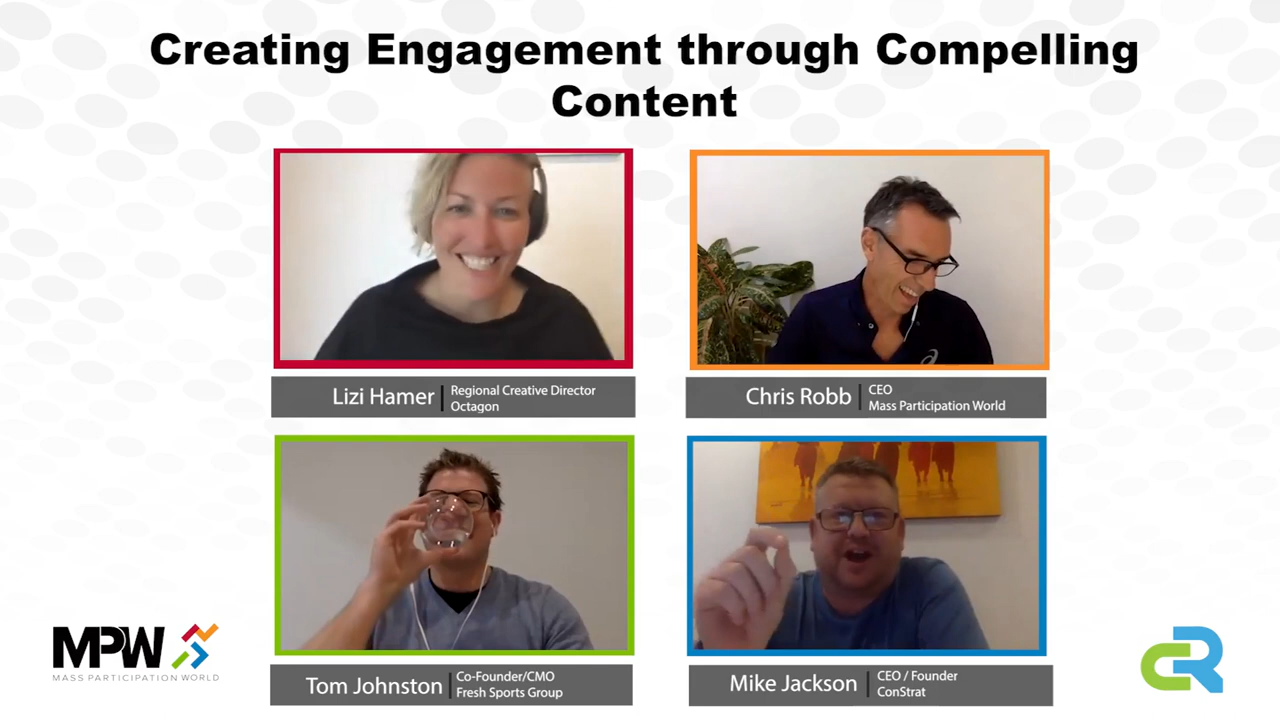 Creating Engagement through Compelling
Content
Lizi Hamer
Regional Creative Director
Octagon
Chris Robb
CEO
Mass Participation World
Tom Johnston
Co-Founder/CMO
Fresh Sports Group
Mike Jackson
CEO / Founder
ConStrat
MPW
MASS PARTICIPATION WORLD
CR